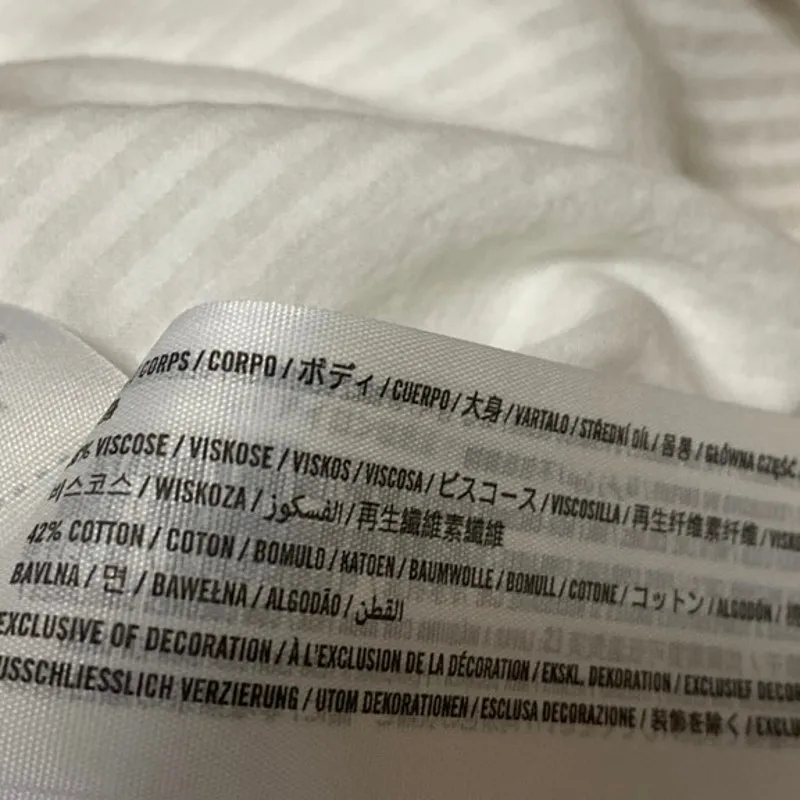 CORPS / CORPO / ボディ / CUERPO / 大身 / VARTALO / STŘEDNÍ DÍL / 몸통 / GŁÓWNA CZĘŚĆ
% VISCOSE / VISKOSE / VISKOS / VISCOSA / ビスコース / VISCOSILLA / 再生纤维素纤维 /
비스코스 / WISKOZA / الفسكوز / 再生纖維素纖維
42% COTTON / COTON / BOMULD / KATOEN / BAUMWOLLE / BOMULL / COTONE / コットン / ALGODÓN /
BAVLNA / 면 / BAWEŁNA / ALGODÃO / القطن
EXCLUSIVE OF DECORATION / À L'EXCLUSION DE LA DÉCORATION / EKSKL. DEKORATION / EXCLUSIEF
USSCHLIESSLICH VERZIERUNG / UTOM DEKORATIONEN / ESCLUSA DECORAZIONE / 装飾を除く /